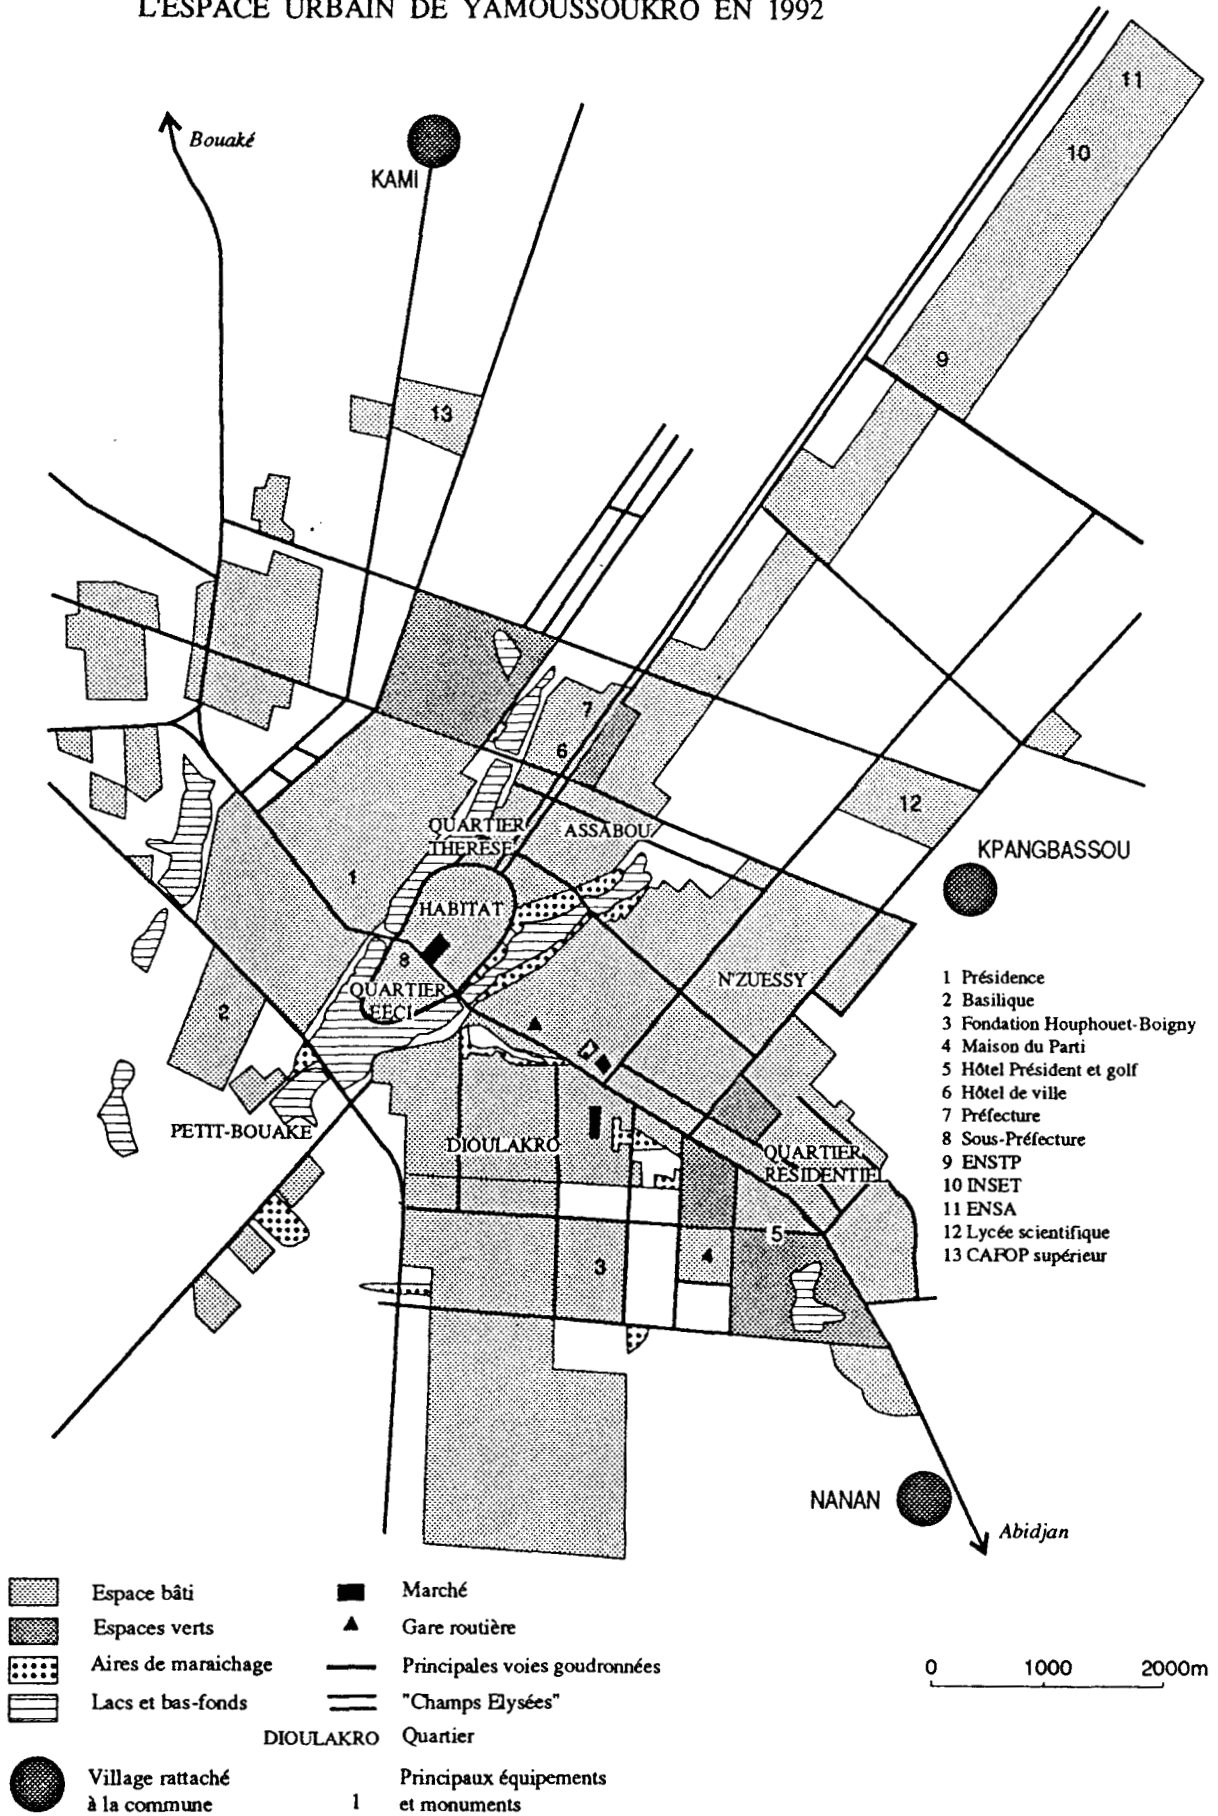 L'ESPACE URBAIN DE YAMOUSSOUKRO EN 1992
11
Bouaké
10
KAMI
9
13
7
6
12
QUARTIER
THERESE
ASSABOU
KPANGBASSOU
1
HABITAT
8
QUARTIER
EECI
N'ZUESSY
2
PETIT-BOUAKE
DIOULAKRO
QUARTIER
RESIDENTIEL
5
3
4
1 Présidence
2 Basilique
3 Fondation Houphouet-Boigny
4 Maison du Parti
5 Hôtel Président et golf
6 Hôtel de ville
7 Préfecture
8 Sous-Préfecture
9 ENSTP
10 INSET
11 ENSA
12 Lycée scientifique
13 CAFOP supérieur
NANAN
Abidjan
Espace bâti
Espaces verts
Aires de maraichage
Lacs et bas-fonds
Village rattaché
à la commune
Marché
Gare routière
Principales voies goudronnées
"Champs Elysées"
DIOULAKRO Quartier
1 Principaux équipements
et monuments
0 1000 2000m